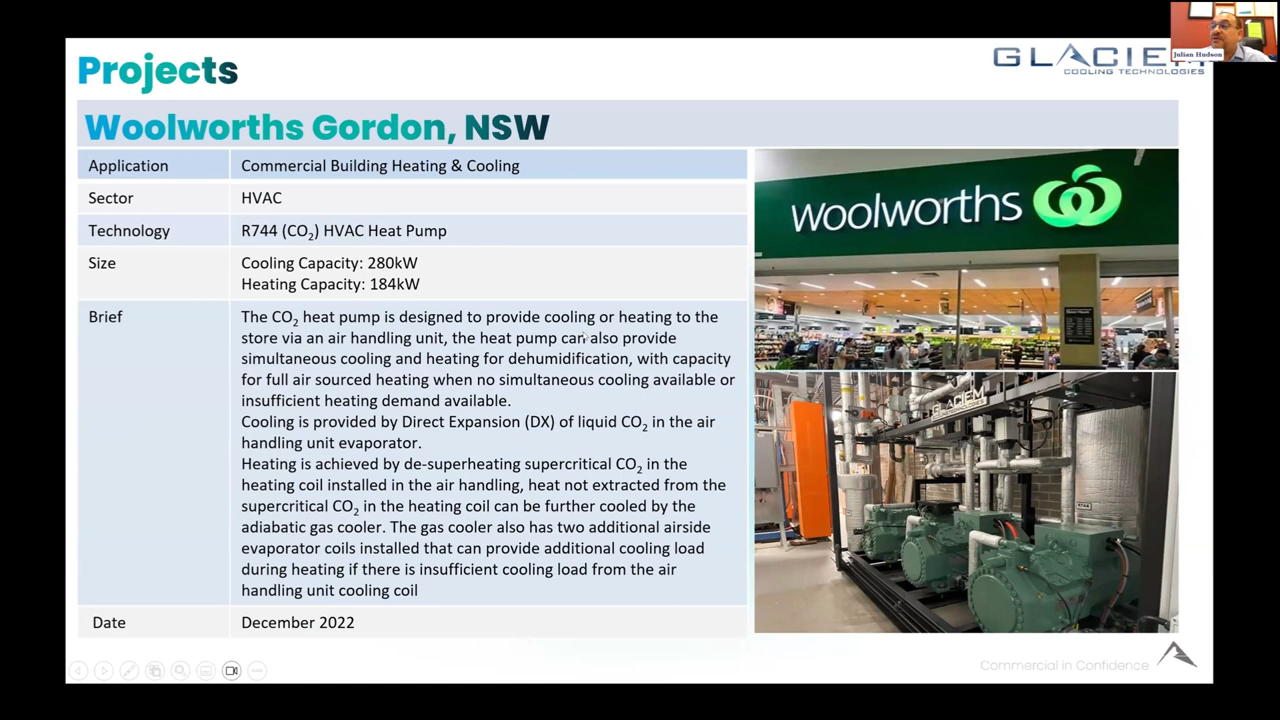 Projects
GLACIEM
COOLING TECHNOLOGIES
Julian Hudson
Woolworths Gordon, NSW
Application Commercial Building Heating & Cooling
Sector HVAC
Technology R744 (CO₂) HVAC Heat Pump
Size Cooling Capacity: 280kW
Heating Capacity: 184kW
Brief The CO₂ heat pump is designed to provide cooling or heating to the
store via an air handling unit, the heat pump can also provide
simultaneous cooling and heating for dehumidification, with capacity
for full air sourced heating when no simultaneous cooling available or
insufficient heating demand available.
Cooling is provided by Direct Expansion (DX) of liquid CO₂ in the air
handling unit evaporator.
Heating is achieved by de-superheating supercritical CO₂ in the
heating coil installed in the air handling, heat not extracted from the
supercritical CO₂ in the heating coil can be further cooled by the
adiabatic gas cooler. The gas cooler also has two additional airside
evaporator coils installed that can provide additional cooling load
during heating if there is insufficient cooling load from the air
handling unit cooling coil
Date December 2022
woolworths
GLACIEM
Commercial in Confidence